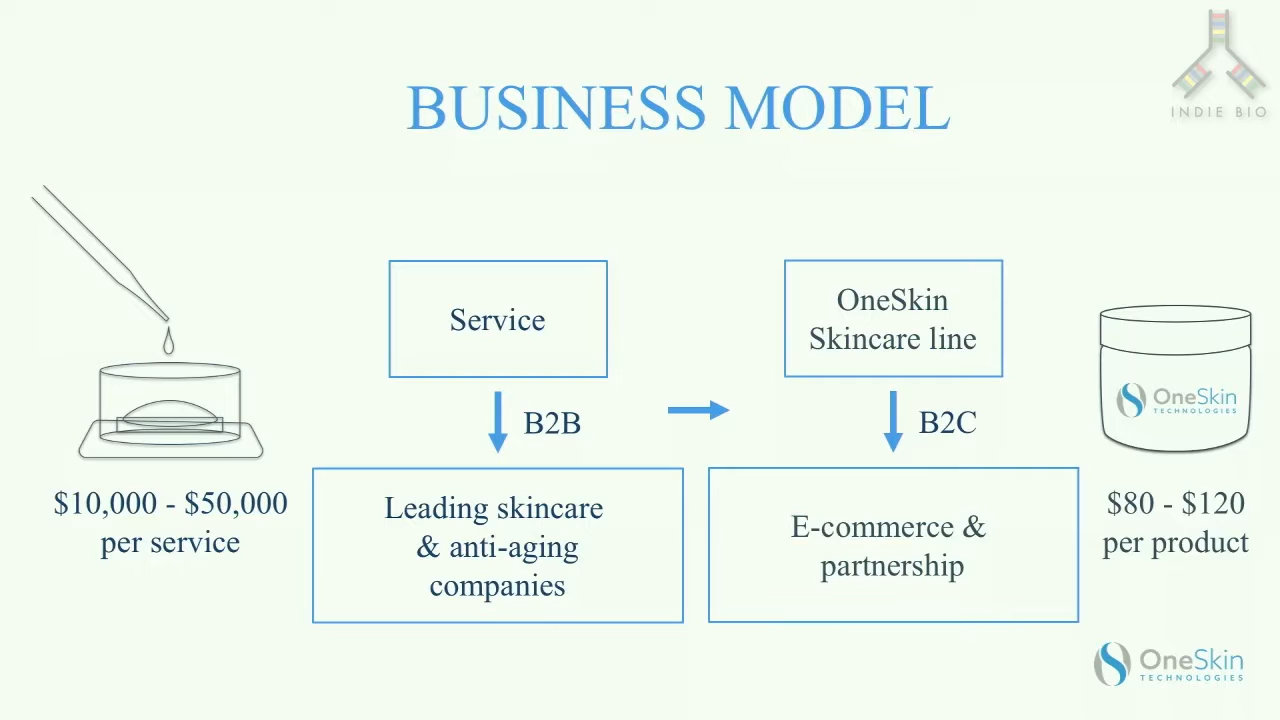 INDIE BIO
BUSINESS MODEL
Service
OneSkin
Skincare line
B2B
B2C
OneSkin
TECHNOLOGIES
$10,000 - $50,000
per service
Leading skincare
& anti-aging
companies
E-commerce &
partnership
$80 - $120
per product
OneSkin
TECHNOLOGIES